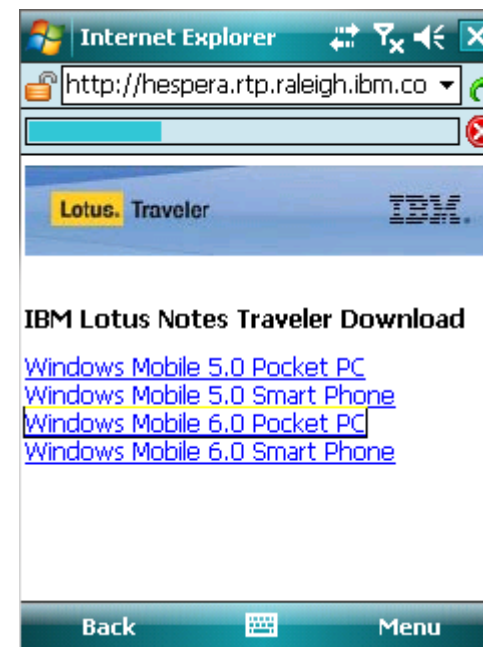 Internet Explorer
http://hespera.rtp.raleigh.ibm.co
Lotus. Traveler IBM.
IBM Lotus Notes Traveler Download
Windows Mobile 5.0 Pocket PC
Windows Mobile 5.0 Smart Phone
Windows Mobile 6.0 Pocket PC
Windows Mobile 6.0 Smart Phone
Back Menu